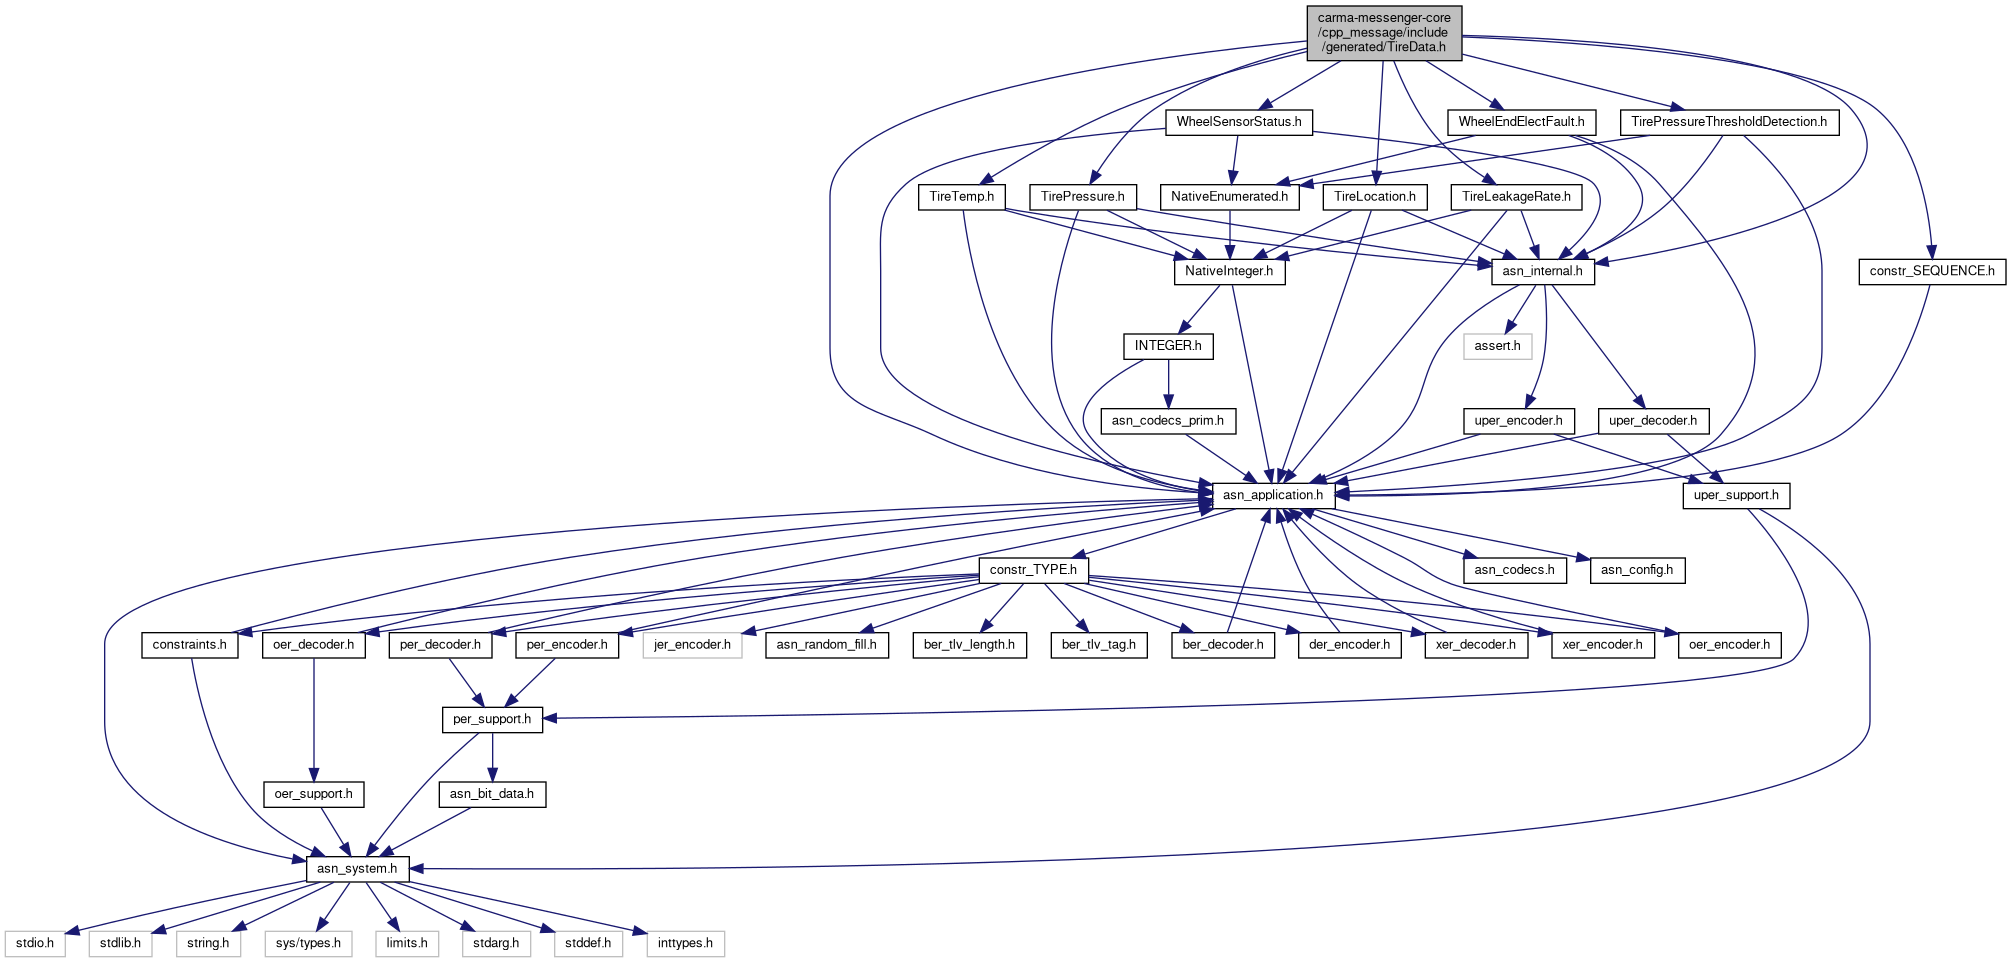 carma-messenger-core
/cpp_message/include
/generated/TireData.h
WheelSensorStatus.h
WheelEndElectFault.h
TirePressureThresholdDetection.h
TireTemp.h
TirePressure.h
NativeEnumerated.h
TireLocation.h
TireLeakageRate.h
NativeInteger.h
asn_internal.h
constr_SEQUENCE.h
INTEGER.h
assert.h
asn_codecs_prim.h
uper_encoder.h
uper_decoder.h
asn_application.h
uper_support.h
constr_TYPE.h
asn_codecs.h
asn_config.h
constraints.h
oer_decoder.h
per_decoder.h
per_encoder.h
jer_encoder.h
asn_random_fill.h
ber_tlv_length.h
ber_tlv_tag.h
ber_decoder.h
der_encoder.h
xer_decoder.h
xer_encoder.h
oer_encoder.h
per_support.h
oer_support.h
asn_bit_data.h
asn_system.h
stdio.h
stdlib.h
string.h
sys/types.h
limits.h
stdarg.h
stddef.h
inttypes.h